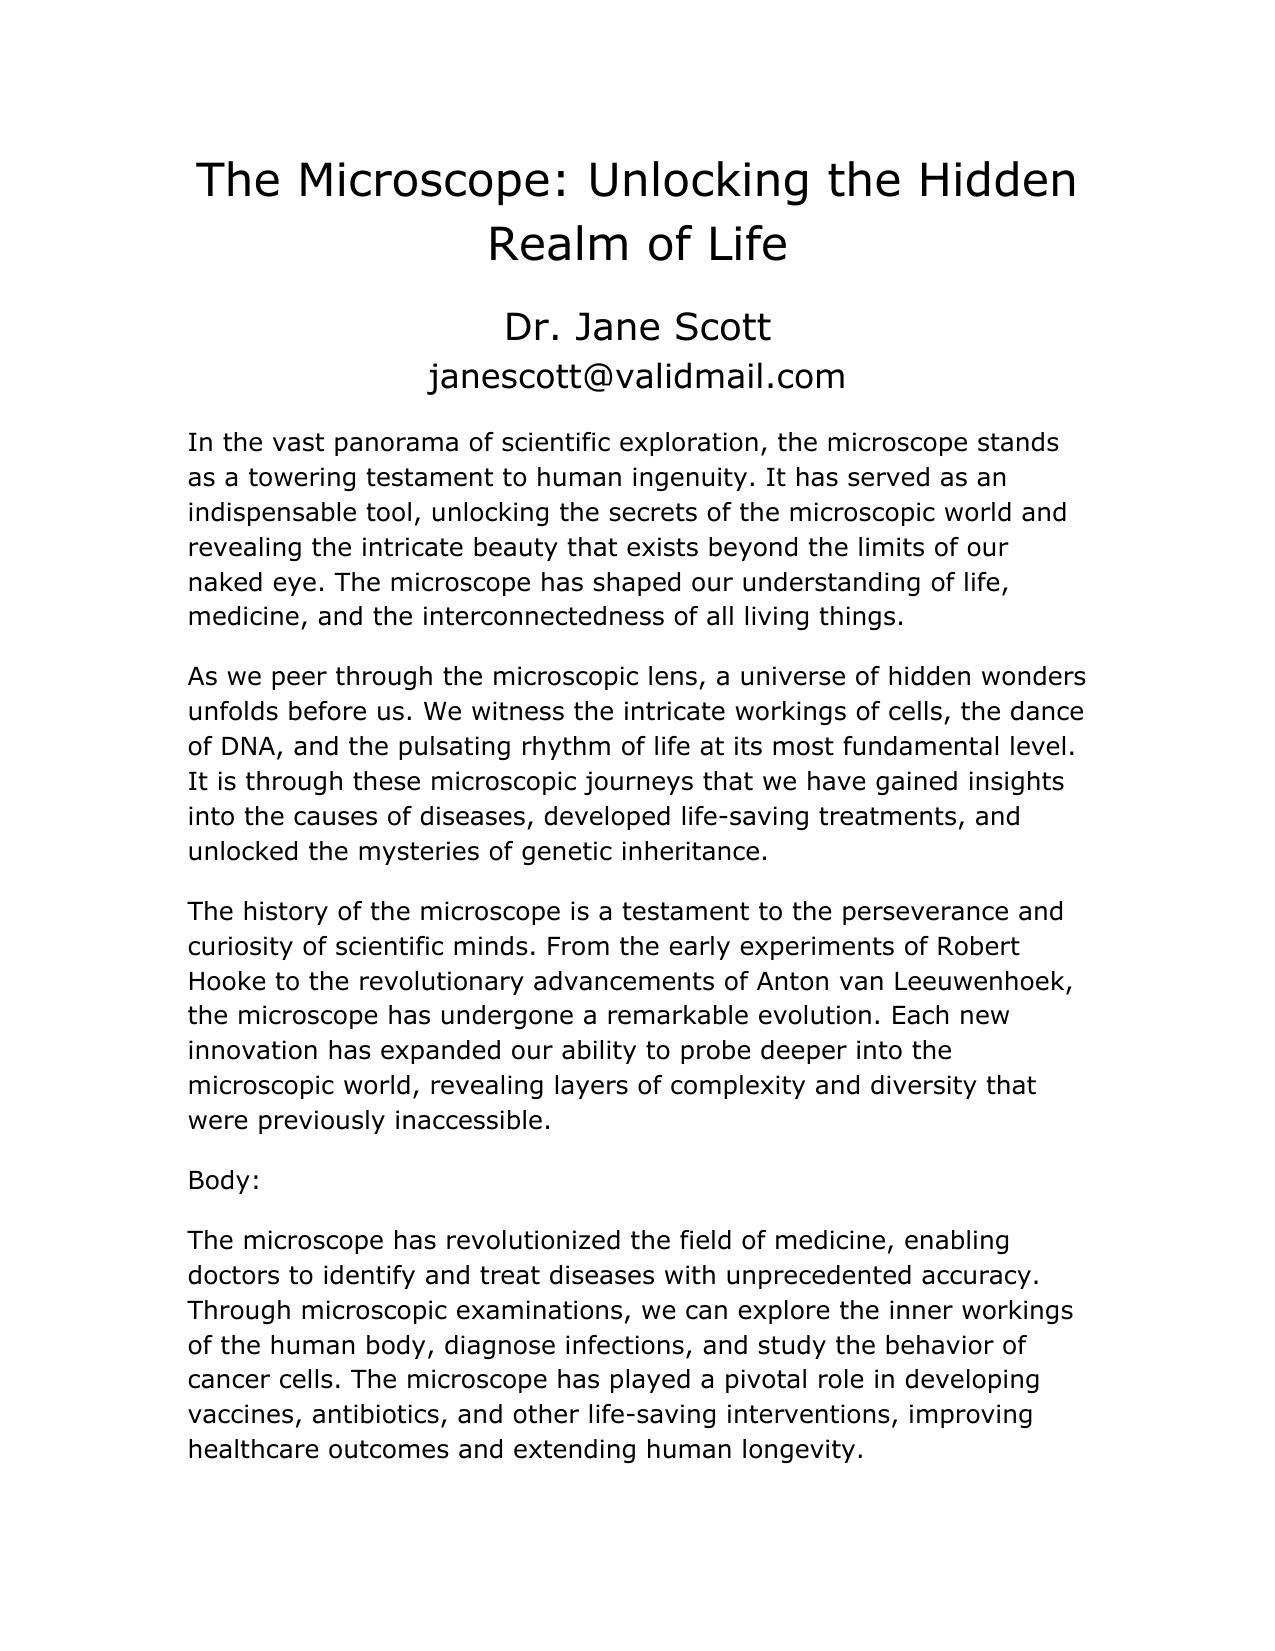 The Microscope: Unlocking the Hidden
Realm of Life
Dr. Jane Scott
janescott@validmail.com
In the vast panorama of scientific exploration, the microscope stands
as a towering testament to human ingenuity. It has served as an
indispensable tool, unlocking the secrets of the microscopic world and
revealing the intricate beauty that exists beyond the limits of our
naked eye. The microscope has shaped our understanding of life,
medicine, and the interconnectedness of all living things.
As we peer through the microscopic lens, a universe of hidden wonders
unfolds before us. We witness the intricate workings of cells, the dance
of DNA, and the pulsating rhythm of life at its most fundamental level.
It is through these microscopic journeys that we have gained insights
into the causes of diseases, developed life-saving treatments, and
unlocked the mysteries of genetic inheritance.
The history of the microscope is a testament to the perseverance and
curiosity of scientific minds. From the early experiments of Robert
Hooke to the revolutionary advancements of Anton van Leeuwenhoek,
the microscope has undergone a remarkable evolution. Each new
innovation has expanded our ability to probe deeper into the
microscopic world, revealing layers of complexity and diversity that
were previously inaccessible.
Body:
The microscope has revolutionized the field of medicine, enabling
doctors to identify and treat diseases with unprecedented accuracy.
Through microscopic examinations, we can explore the inner workings
of the human body, diagnose infections, and study the behavior of
cancer cells. The microscope has played a pivotal role in developing
vaccines, antibiotics, and other life-saving interventions, improving
healthcare outcomes and extending human longevity.